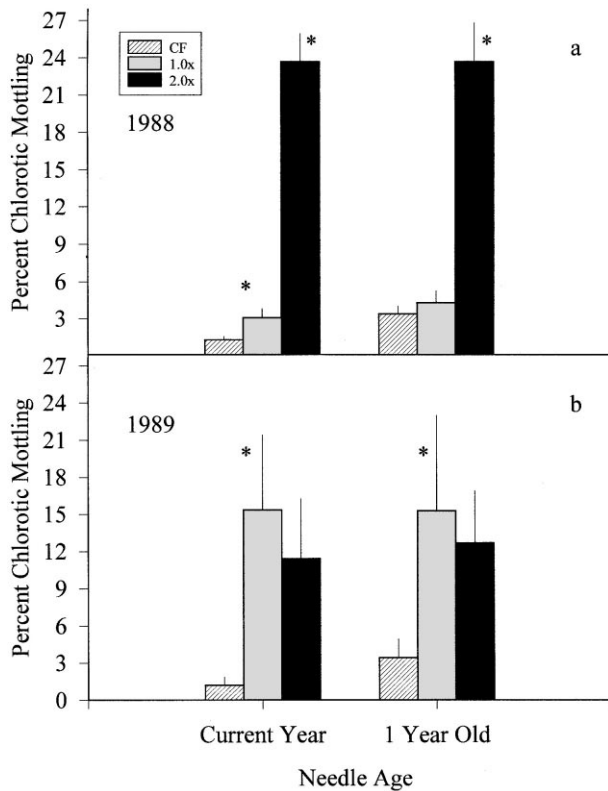 Percent Chlorotic Mottling
27
24
21
18
15
12
9
6
3
CF
1.0x
2.0x
1988
*
*
*
a
Percent Chlorotic Mottling
27
24
21
18
15
12
9
6
3
0
1989
*
*
b
Current Year
1 Year Old
Needle Age